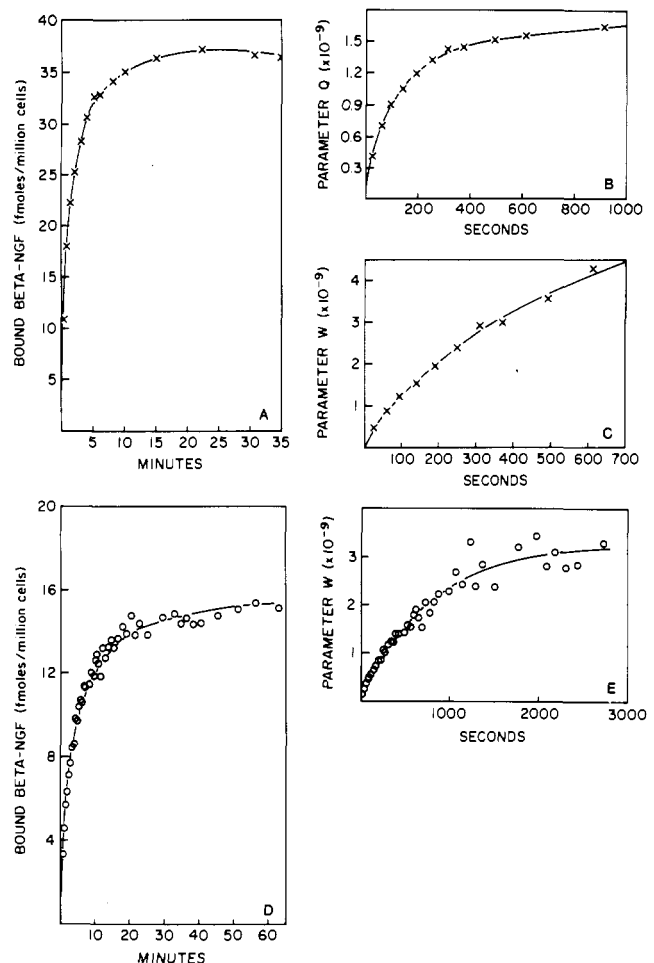 BOUND BETA-NGF (fmoles/million cells)
40
35
30
25
20
15
10
5
5 10 15 20 25 30 35
MINUTES
A
PARAMETER Q (x10⁻⁹)
1.5
1.2
0.9
0.6
0.3
200 400 600 800 1000
SECONDS
B
PARAMETER W (x10⁻⁹)
4
3
2
1
100 200 300 400 500 600 700
SECONDS
C
BOUND BETA-NGF (fmoles/million cells)
20
16
12
8
4
10 20 30 40 50 60
MINUTES
D
PARAMETER W (x10⁻⁹)
3
2
1
1000 2000 3000
SECONDS
E